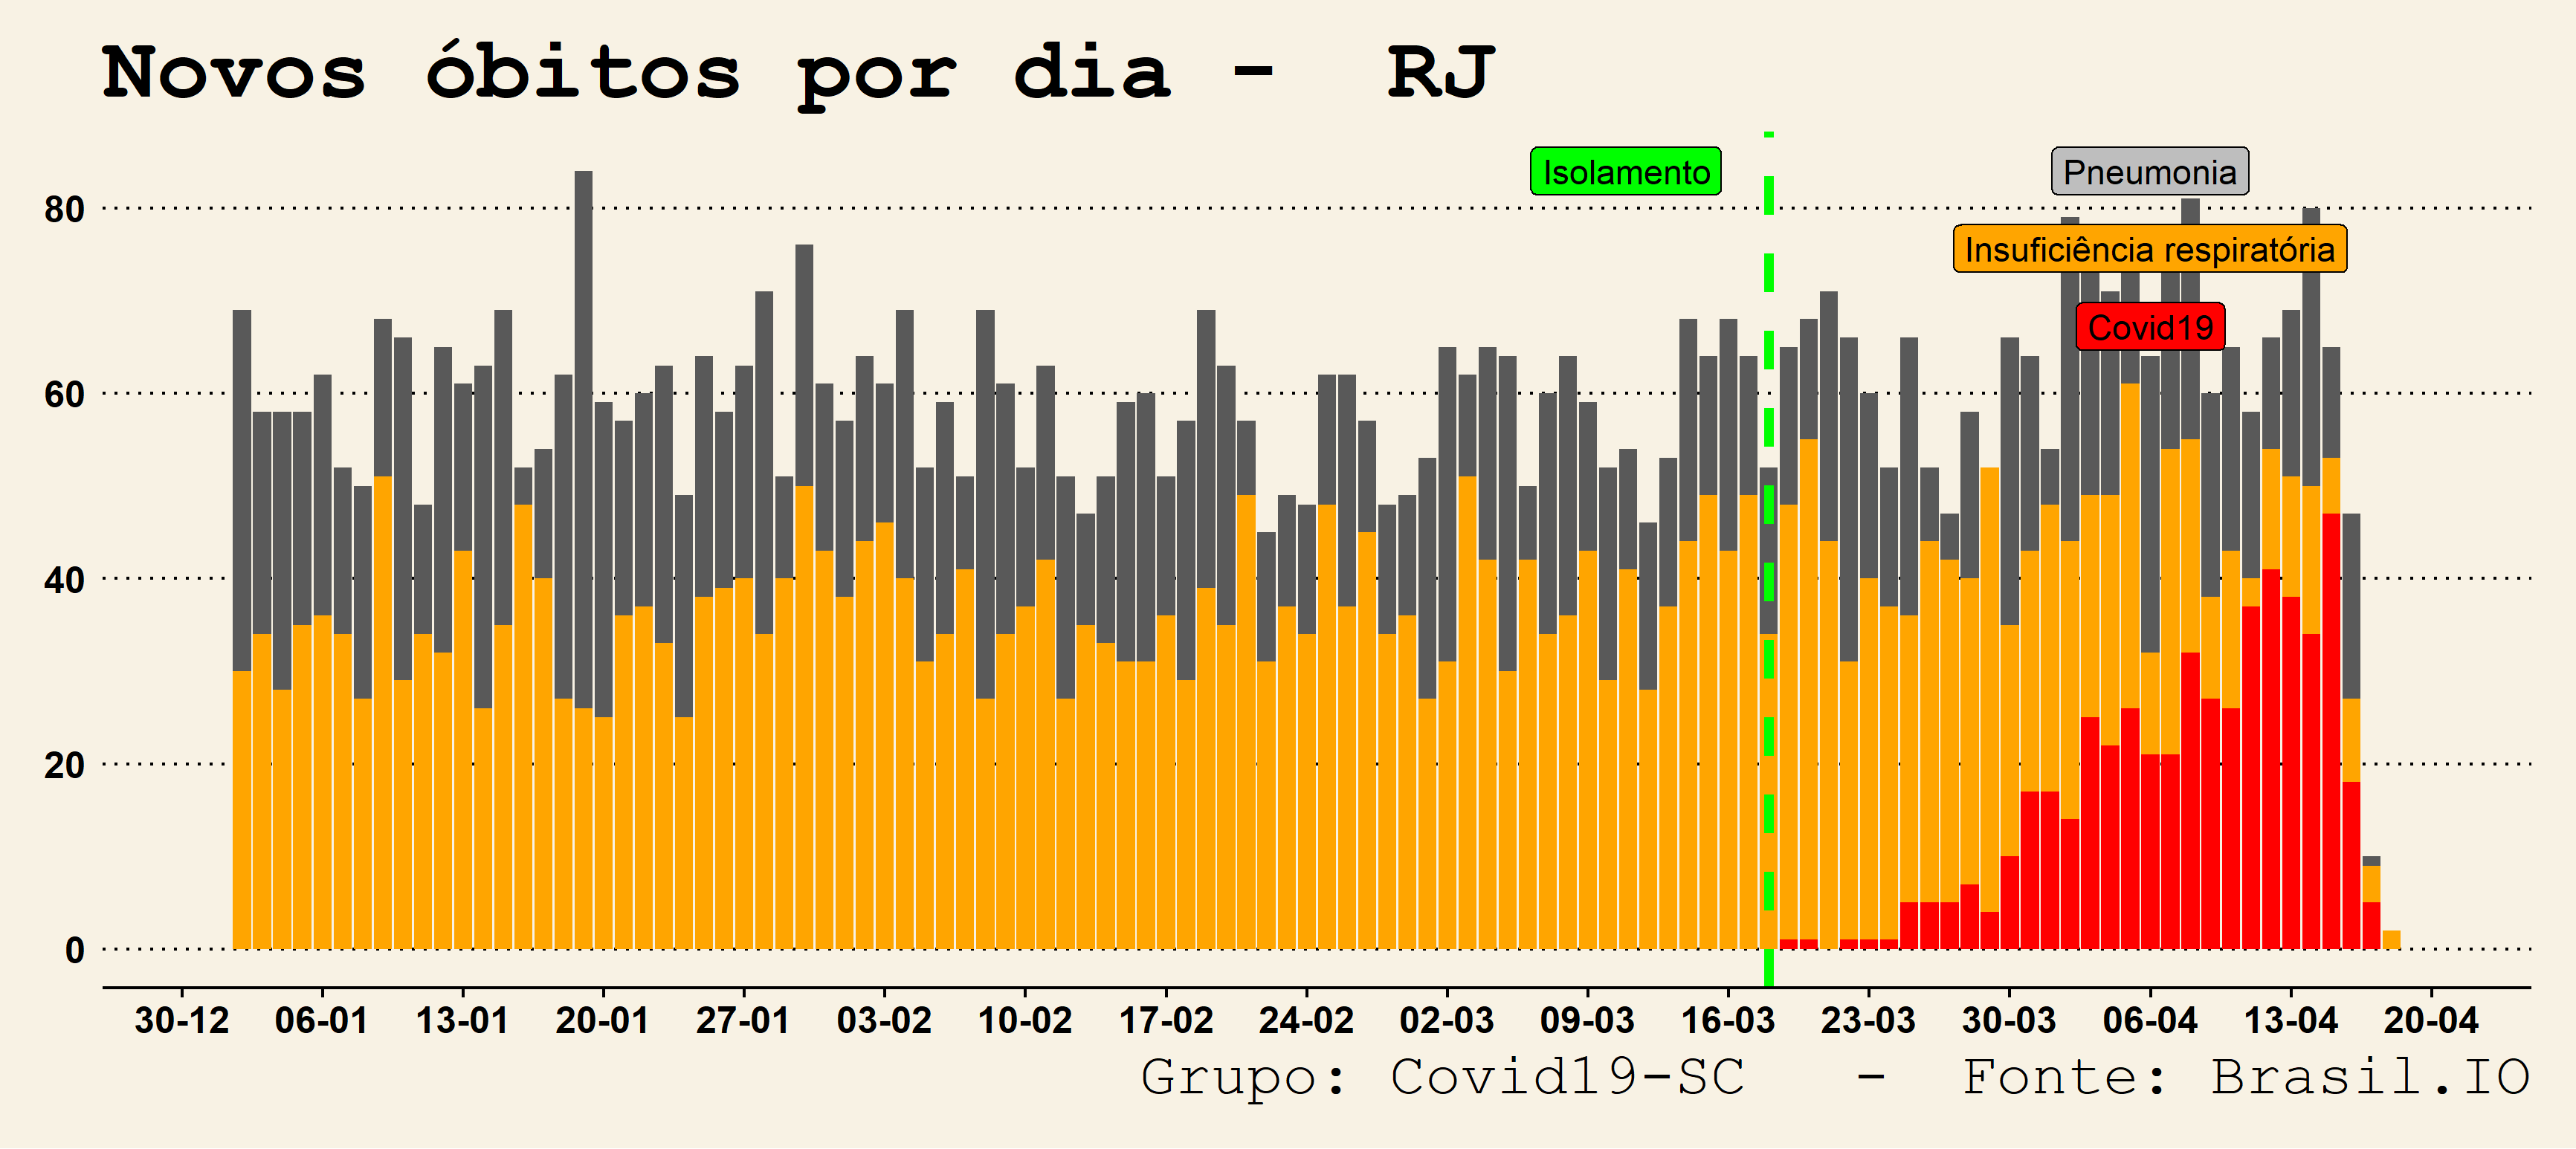 Novos óbitos por dia - RJ
Isolamento
Pneumonia
Insuficiência respiratória
Covid19
80
60
40
20
0
30-12 06-01 13-01 20-01 27-01 03-02 10-02 17-02 24-02 02-03 09-03 16-03 23-03 30-03 06-04 13-04 20-04
Grupo: Covid19-SC - Fonte: Brasil.IO